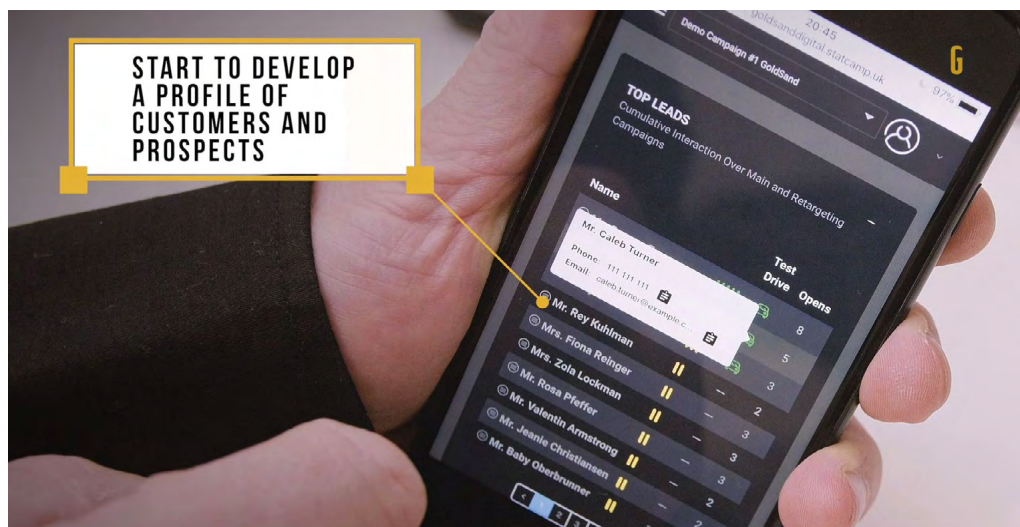 START TO DEVELOP
A PROFILE OF
CUSTOMERS AND
PROSPECTS
G
20:45
goldsanddigital.statcamp.uk
97%
Demo Campaign #1 GoldSand
TOP LEADS
Cumulative Interaction Over Main and Retargeting
Campaigns
Name
Test
Drive Opens
Mr. Caleb Turner
Phone: 111 111 111
Email: caleb.turner@example.c...
8
5
Mr. Rey Kuhlman 3
Mrs. Fiona Reinger – 2
Mrs. Zola Lockman – 3
Mr. Rosa Pfeffer – 3
Mr. Valentin Armstrong – 3
Mr. Jeanie Christiansen – 2
Mr. Baby Oberbrunner – 2
< 1 2 3